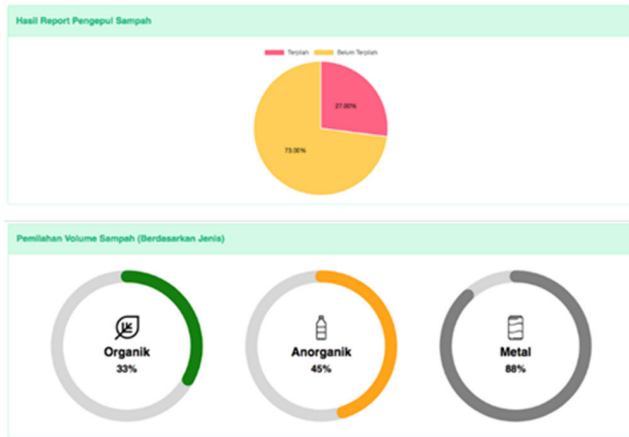 Hasil Report Pengepul Sampah
Terpilah Belum Terpilah
27.00%
73.00%
Pemilahan Volume Sampah (Berdasarkan Jenis)
Organik Anorganik Metal
33% 45% 88%